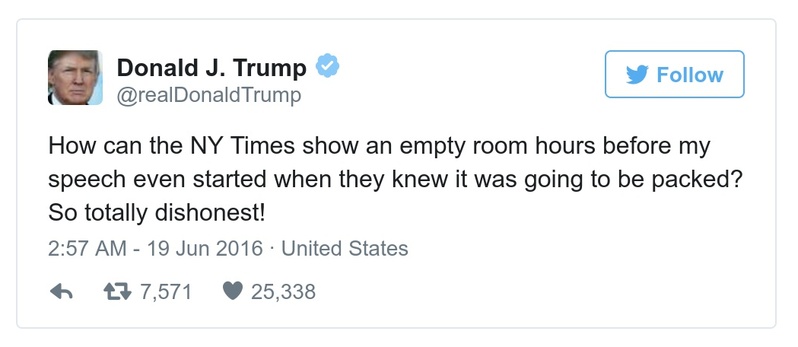 Donald J. Trump
@realDonaldTrump
Follow
How can the NY Times show an empty room hours before my
speech even started when they knew it was going to be packed?
So totally dishonest!
2:57 AM - 19 Jun 2016 · United States
7,571 25,338